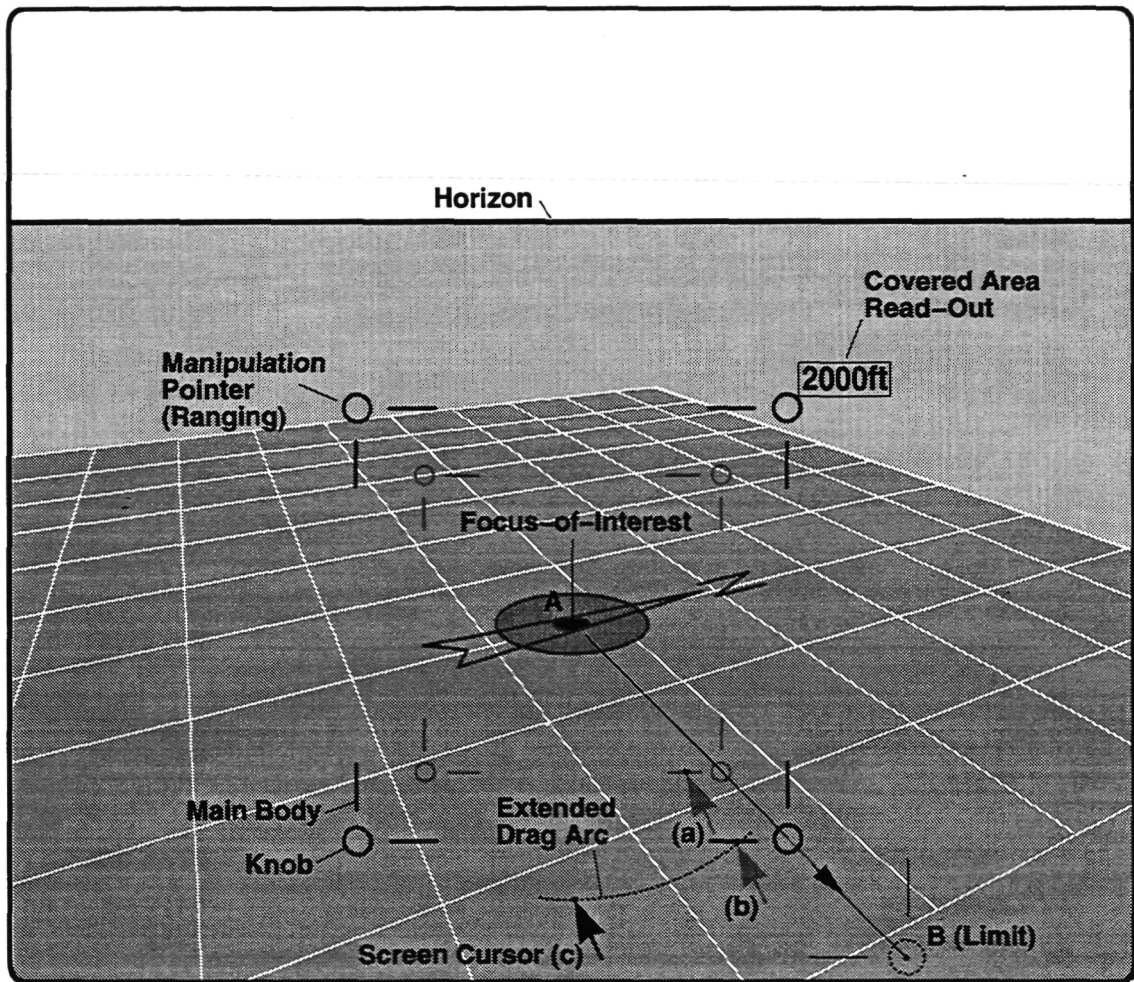 Horizon
Covered Area
Read–Out
2000ft
Manipulation
Pointer
(Ranging)
Focus–of–Interest
A
Main Body
Extended
Drag Arc
(a)
Knob
(b)
Screen Cursor (c)
B (Limit)